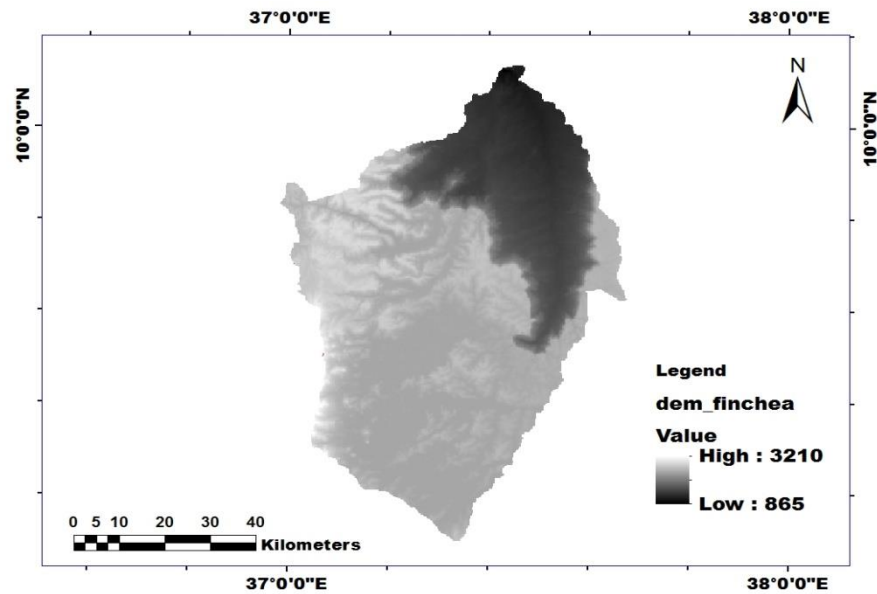 37°0'0"E 38°0'0"E
N
10°0'0"N 10°0'0"N
Legend
dem_finchea
Value
High : 3210
Low : 865
0 5 10 20 30 40
Kilometers
37°0'0"E 38°0'0"E